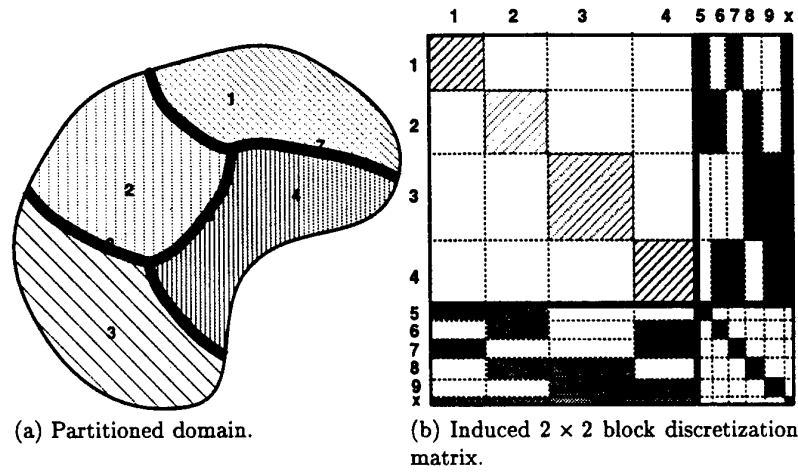 1 2 3 4 5 6 7 8 9 x
1
2
3
4
5
6
7
8
9
x
1
7
2
4
3
(a) Partitioned domain.
(b) Induced 2 × 2 block discretization
matrix.